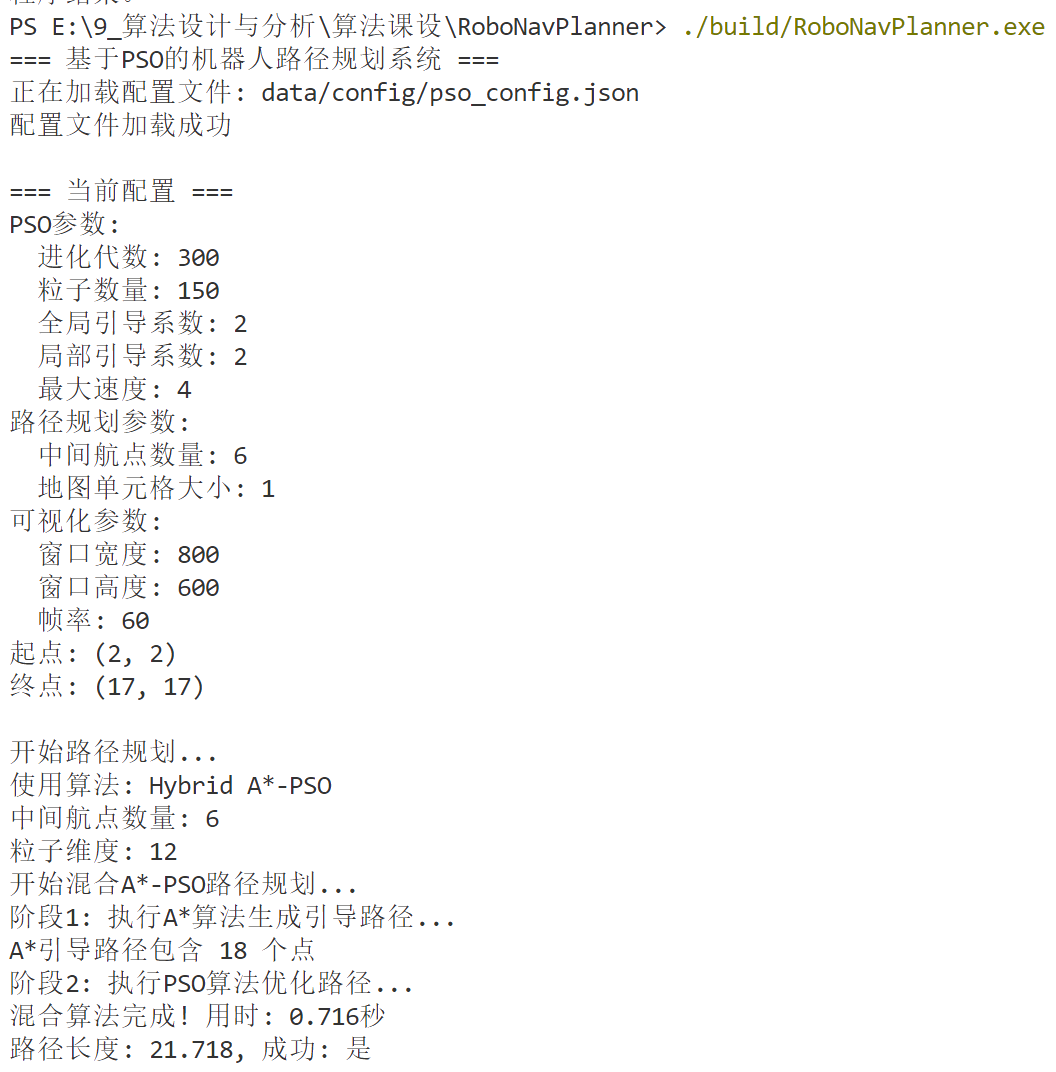 PS E:\9_算法设计与分析\算法课设\RoboNavPlanner> ./build/RoboNavPlanner.exe
=== 基于PSO的机器人路径规划系统 ===
正在加载配置文件: data/config/pso_config.json
配置文件加载成功
=== 当前配置 ===
PSO参数:
进化代数: 300
粒子数量: 150
全局引导系数: 2
局部引导系数: 2
最大速度: 4
路径规划参数:
中间航点数量: 6
地图单元格大小: 1
可视化参数:
窗口宽度: 800
窗口高度: 600
帧率: 60
起点: (2, 2)
终点: (17, 17)
开始路径规划...
使用算法: Hybrid A*-PSO
中间航点数量: 6
粒子维度: 12
开始混合A*-PSO路径规划...
阶段1: 执行A*算法生成引导路径...
A*引导路径包含 18 个点
阶段2: 执行PSO算法优化路径...
混合算法完成! 用时: 0.716秒
路径长度: 21.718, 成功: 是